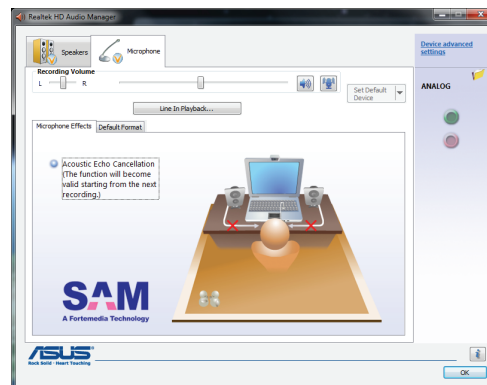 Realtek HD Audio Manager
Speakers
Microphone
Device advanced
settings
Recording Volume
L
R
Set Default
Device
ANALOG
Line In Playback...
Microphone Effects
Default Format
Acoustic Echo Cancellation
(The function will become
valid starting from the next
recording.)
SAM
A Fortemedia Technology
ASUS
Rock Solid · Heart Touching
i
OK